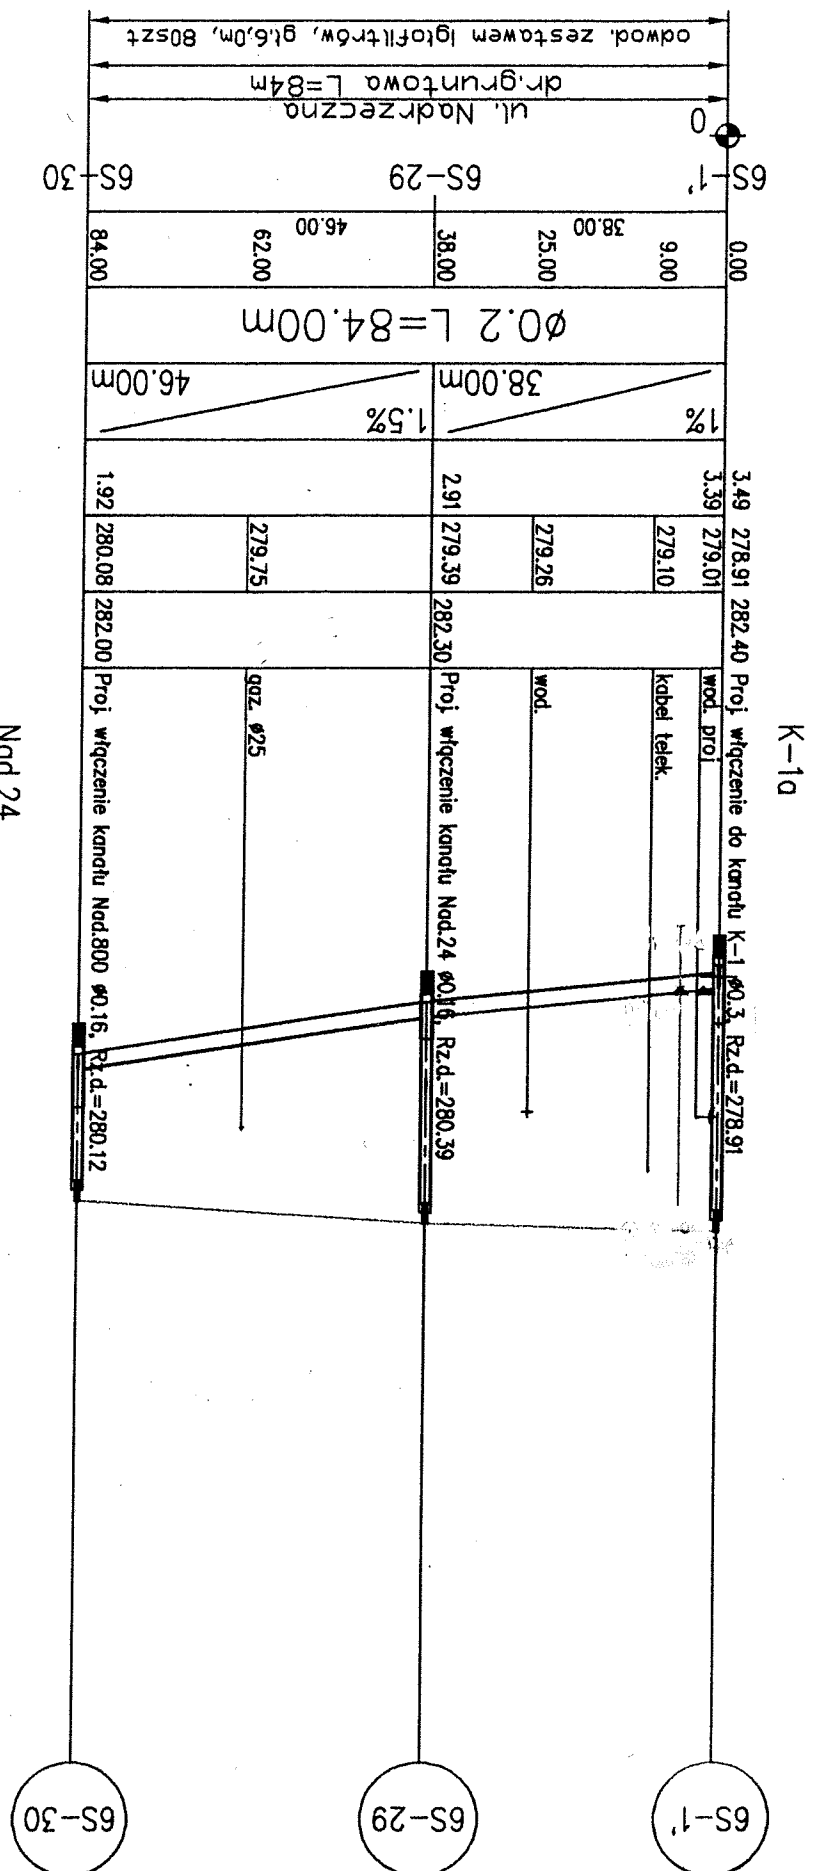 K-1a
Nad 24
6S-1'
6S-29
6S-30
3.49 278.91 282.40 Proj. włączenie do kanału K-1 ø0.3, Rz.d.=278.91
3.39 279.01 wod. proj.
279.10 kabel telek.
279.26 wod.
2.91 279.39 282.30 Proj. włączenie kanału Nad.24 ø0.16, Rz.d.=280.39
279.75 gaz. ø25
1.92 280.08 282.00 Proj. włączenie kanału Nad.800 ø0.16, Rz.d.=280.12
1% 38.00m
1.5% 46.00m
ø0.2 L=84.00m
0.00
9.00
25.00
38.00
62.00
84.00
38.00
46.00
6S-1'
6S-29
6S-30
0
ul. Nadrzeczna
dr.gruntowa L=84m
odwod. zestawem igłofiltrów, gł.6,0m, 80szt